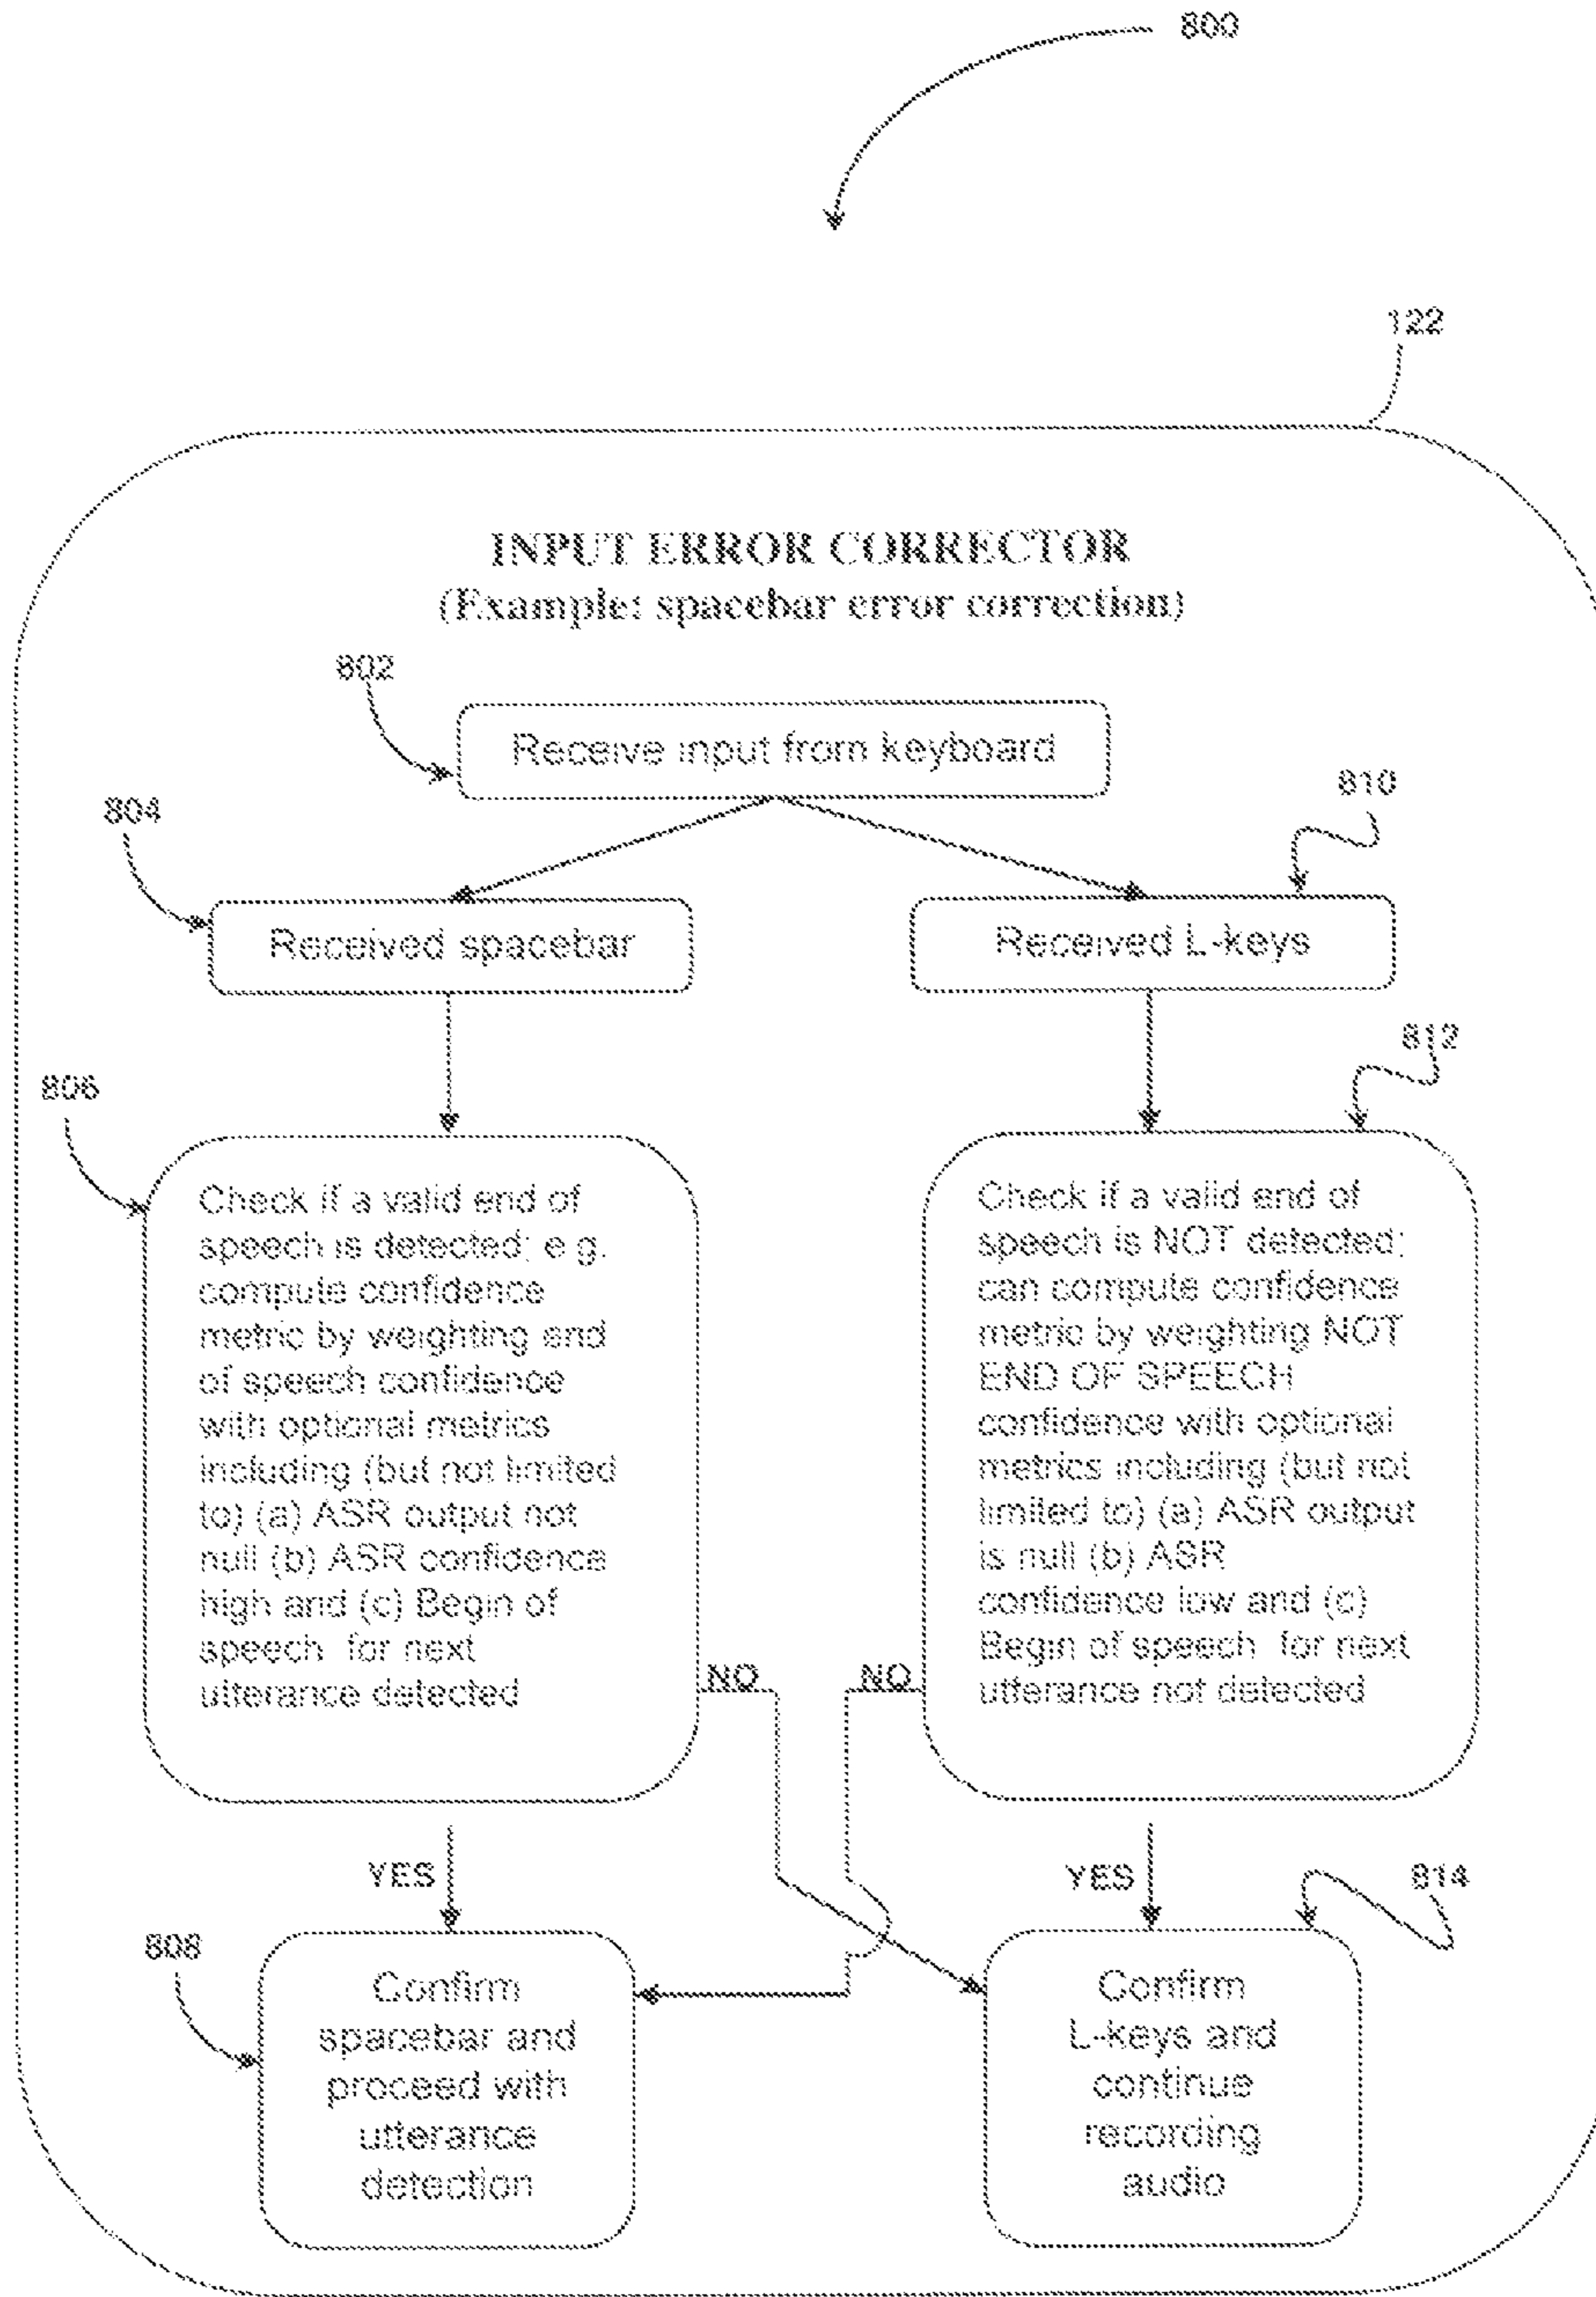 800
122
INPUT ERROR CORRECTOR
(Example: spacebar error correction)
802
Receive input from keyboard
804
810
Received spacebar
Received L-keys
806
812
Check if a valid end of
speech is detected; e.g.
compute confidence
metric by weighting end
of speech confidence
with optional metrics
including (but not limited
to) (a) ASR output not
null (b) ASR confidence
high and (c) Begin of
speech for next
utterance detected
Check if a valid end of
speech is NOT detected;
can compute confidence
metric by weighting NOT
END OF SPEECH
confidence with optional
metrics including (but not
limited to) (a) ASR output
is null (b) ASR
confidence low and (c)
Begin of speech for next
utterance not detected
NO
NO
YES
YES
808
814
Confirm
spacebar and
proceed with
utterance
detection
Confirm
L-keys and
continue
recording
audio